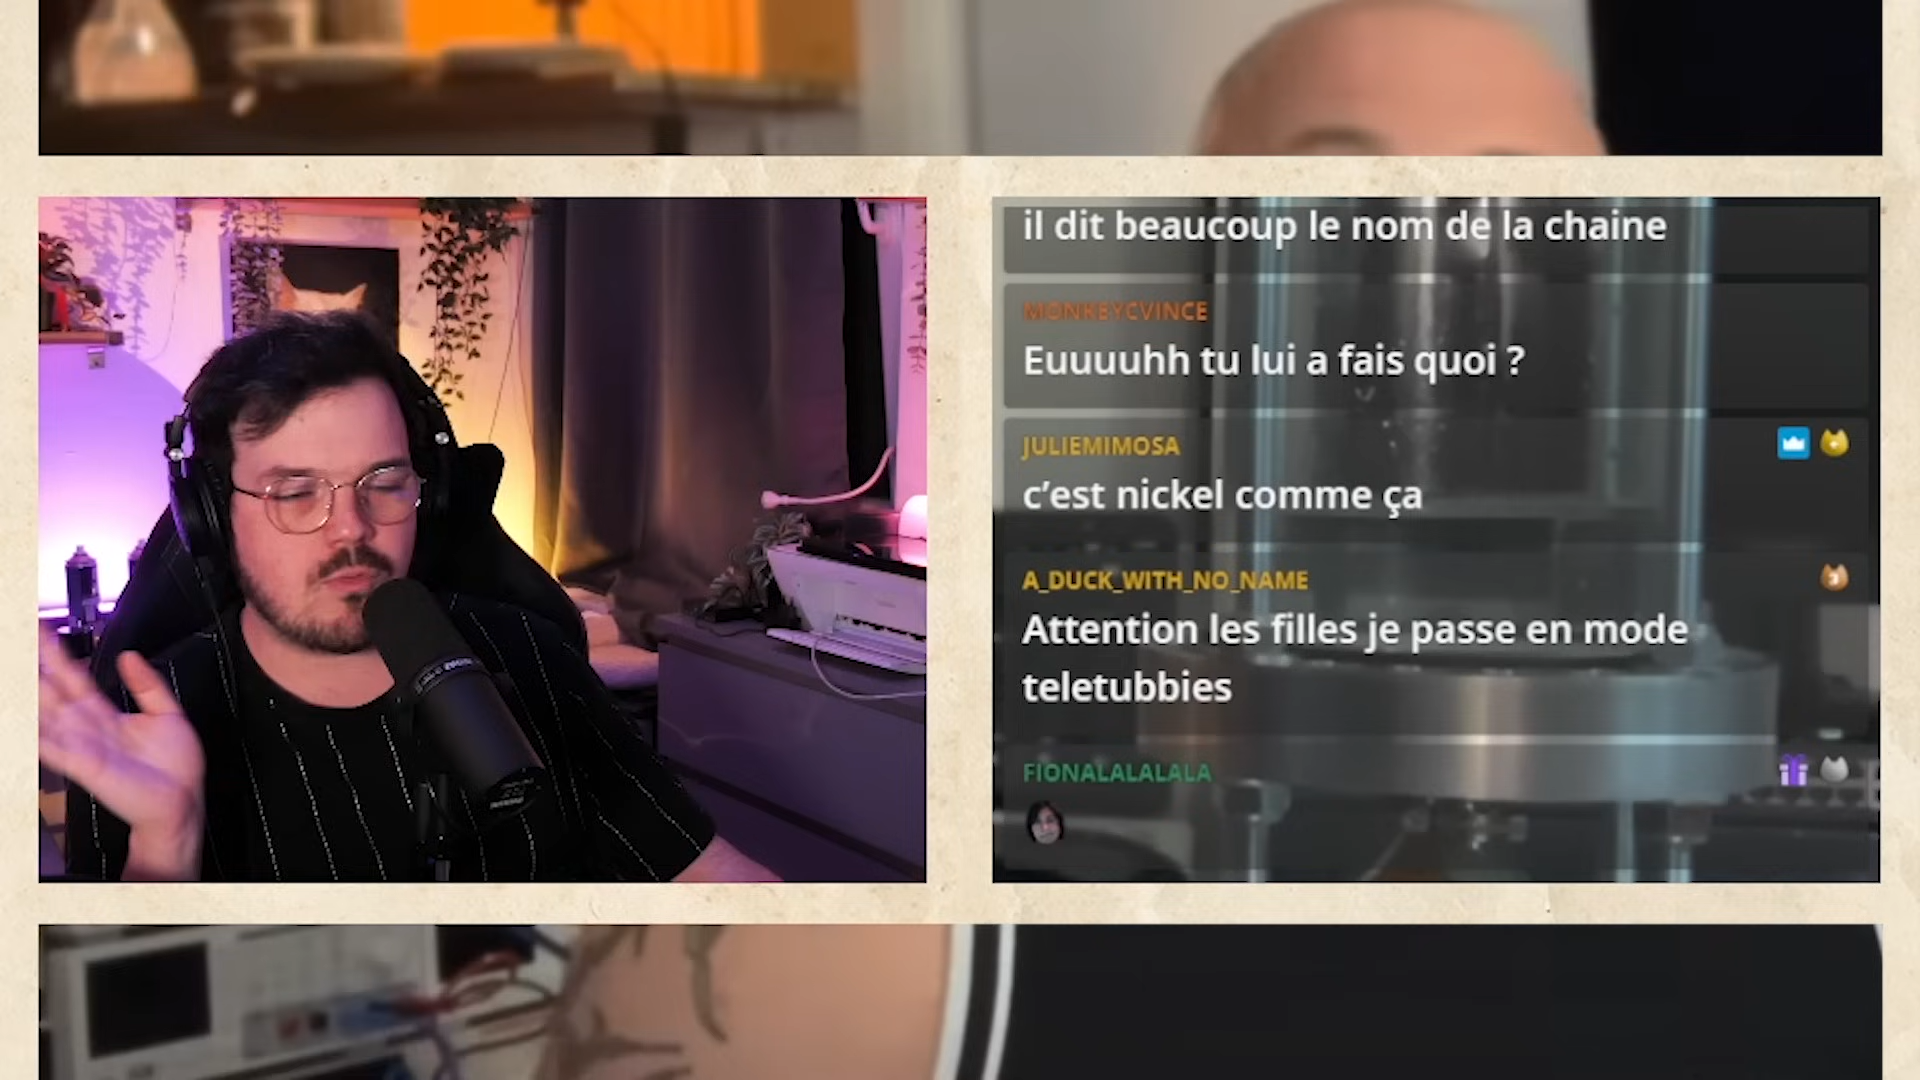 il dit beaucoup le nom de la chaine
MONKEYCVINCE
Euuuuhh tu lui a fais quoi ?
JULIEMIMOSA
c’est nickel comme ça
A_DUCK_WITH_NO_NAME
Attention les filles je passe en mode
teletubbies
FIONALALALALA